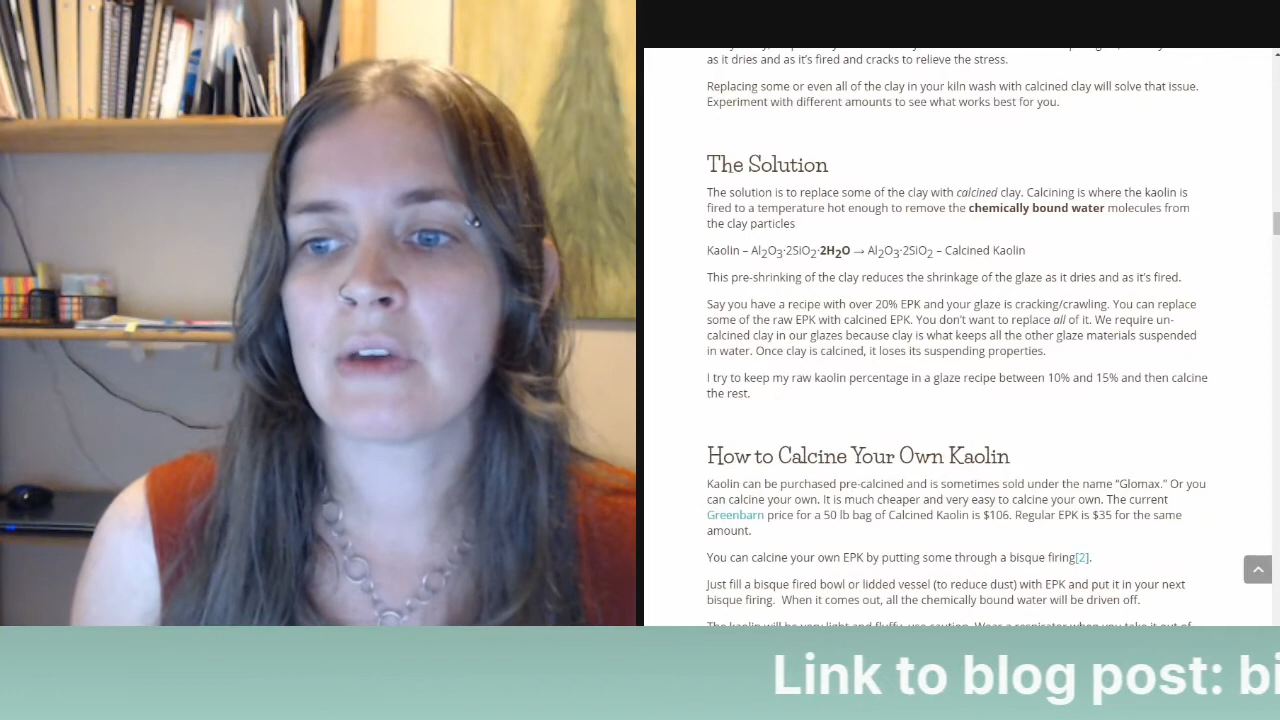 as it dries and as it's fired and cracks to relieve the stress.
Replacing some or even all of the clay in your kiln wash with calcined clay will solve that issue.
Experiment with different amounts to see what works best for you.
The Solution
The solution is to replace some of the clay with calcined clay. Calcining is where the kaolin is
fired to a temperature hot enough to remove the chemically bound water molecules from
the clay particles
Kaolin – Al₂O₃·2SiO₂·2H₂O → Al₂O₃·2SiO₂ – Calcined Kaolin
This pre-shrinking of the clay reduces the shrinkage of the glaze as it dries and as it's fired.
Say you have a recipe with over 20% EPK and your glaze is cracking/crawling. You can replace
some of the raw EPK with calcined EPK. You don't want to replace all of it. We require un-
calcined clay in our glazes because clay is what keeps all the other glaze materials suspended
in water. Once clay is calcined, it loses its suspending properties.
I try to keep my raw kaolin percentage in a glaze recipe between 10% and 15% and then calcine
the rest.
How to Calcine Your Own Kaolin
Kaolin can be purchased pre-calcined and is sometimes sold under the name "Glomax." Or you
can calcine your own. It is much cheaper and very easy to calcine your own. The current
Greenbarn price for a 50 lb bag of Calcined Kaolin is $106. Regular EPK is $35 for the same
amount.
You can calcine your own EPK by putting some through a bisque firing[2].
Just fill a bisque fired bowl or lidded vessel (to reduce dust) with EPK and put it in your next
bisque firing. When it comes out, all the chemically bound water will be driven off.
Link to blog post: bi